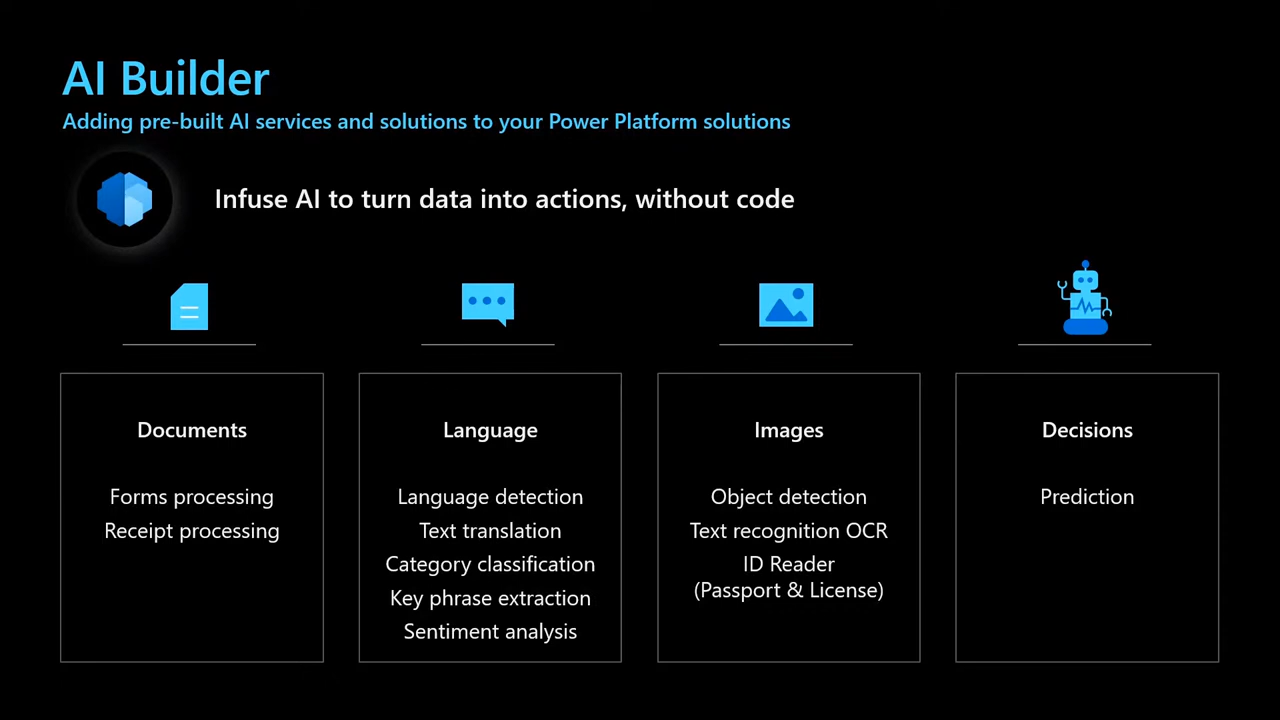 AI Builder
Adding pre-built AI services and solutions to your Power Platform solutions
Infuse AI to turn data into actions, without code
Documents
Forms processing
Receipt processing
Language
Language detection
Text translation
Category classification
Key phrase extraction
Sentiment analysis
Images
Object detection
Text recognition OCR
ID Reader
(Passport & License)
Decisions
Prediction